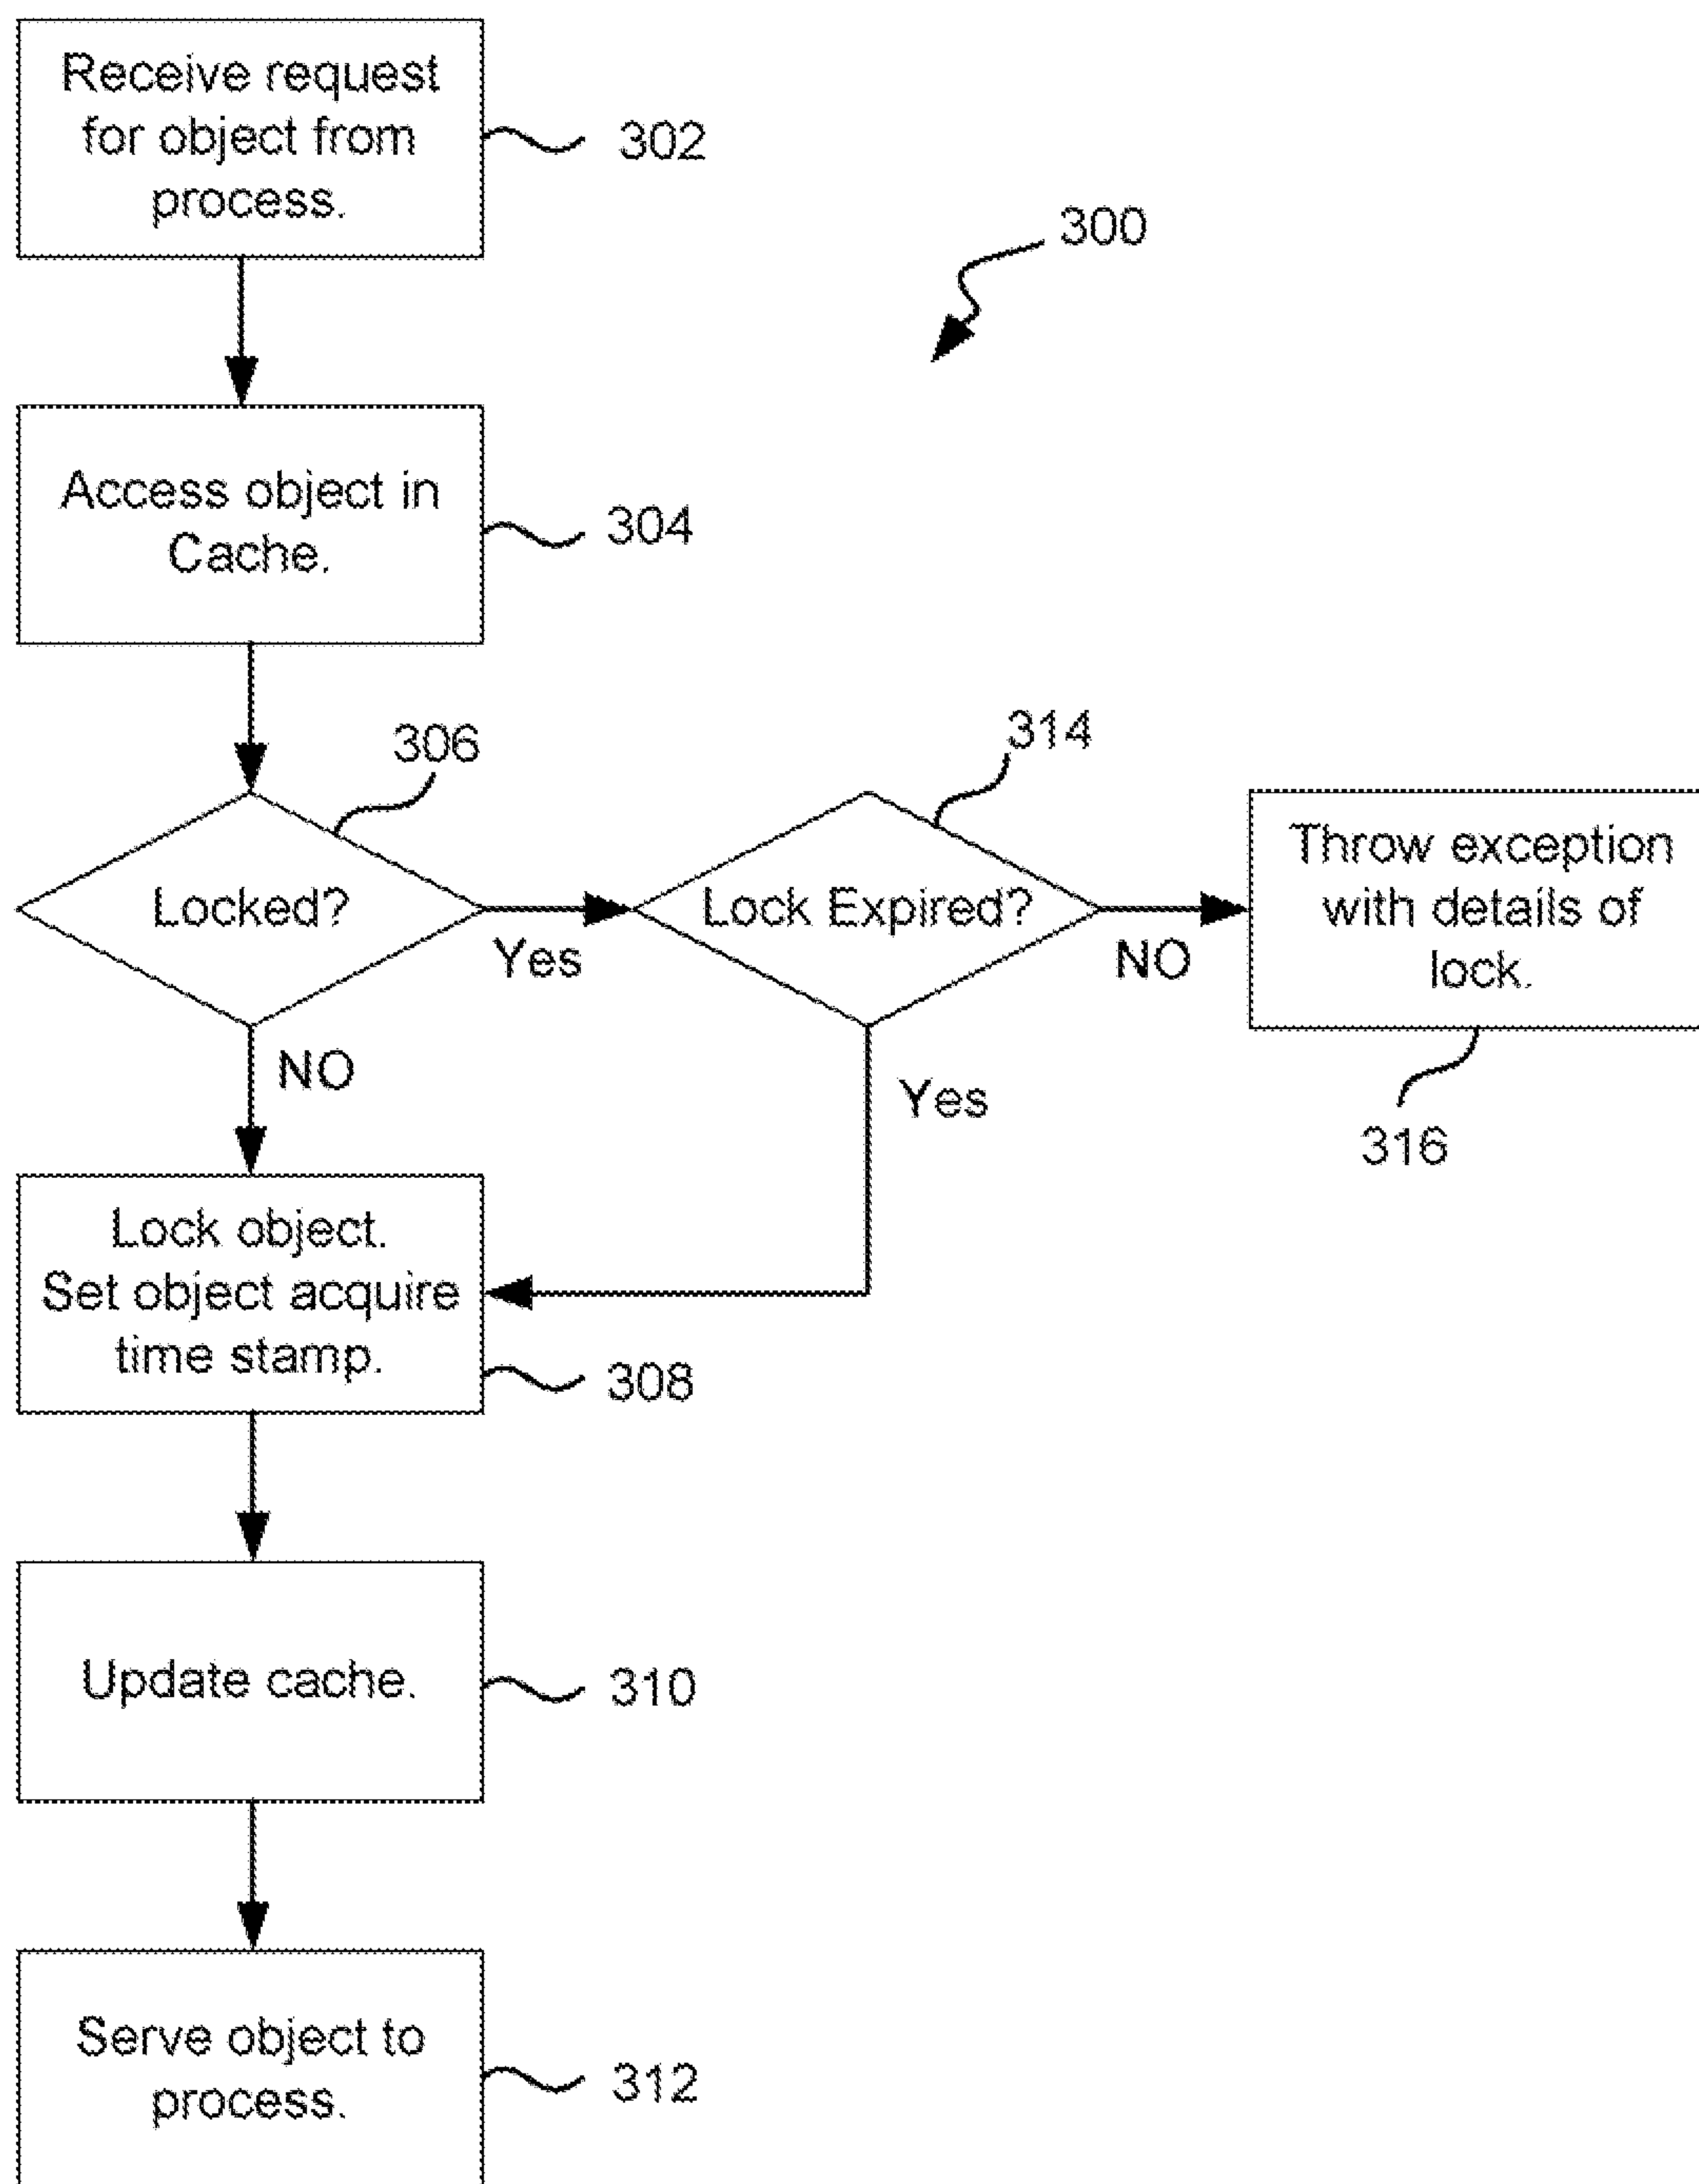 Receive request
for object from
process.
302
300
Access object in
Cache.
304
306
314
Locked?
Yes
Lock Expired?
NO
Throw exception
with details of
lock.
316
NO
Yes
Lock object.
Set object acquire
time stamp.
308
Update cache.
310
Serve object to
process.
312